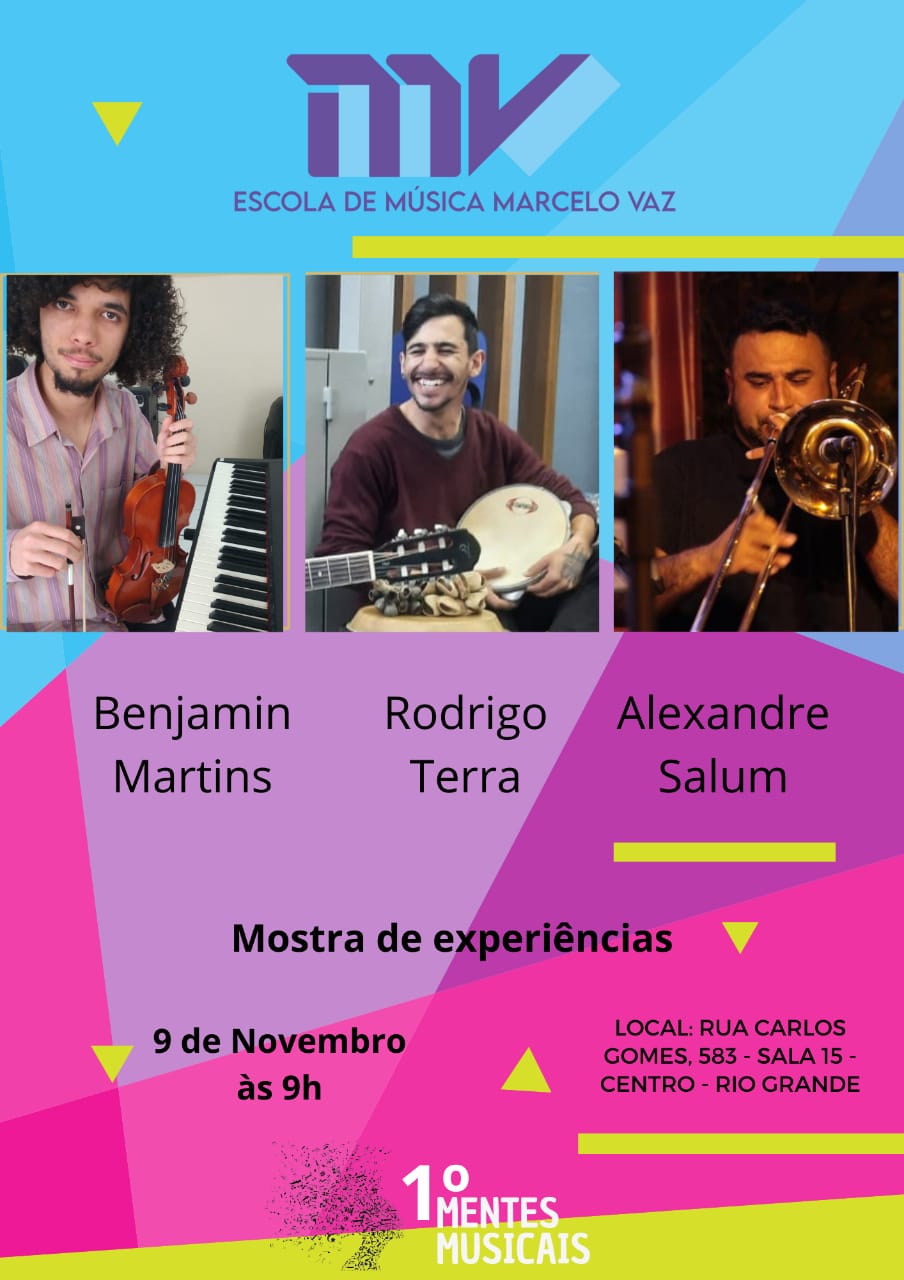 MV
ESCOLA DE MÚSICA MARCELO VAZ
Benjamin
Martins
Rodrigo
Terra
Alexandre
Salum
Mostra de experiências
9 de Novembro
às 9h
LOCAL: RUA CARLOS
GOMES, 583 - SALA 15 -
CENTRO - RIO GRANDE
1º
MENTES
MUSICAIS